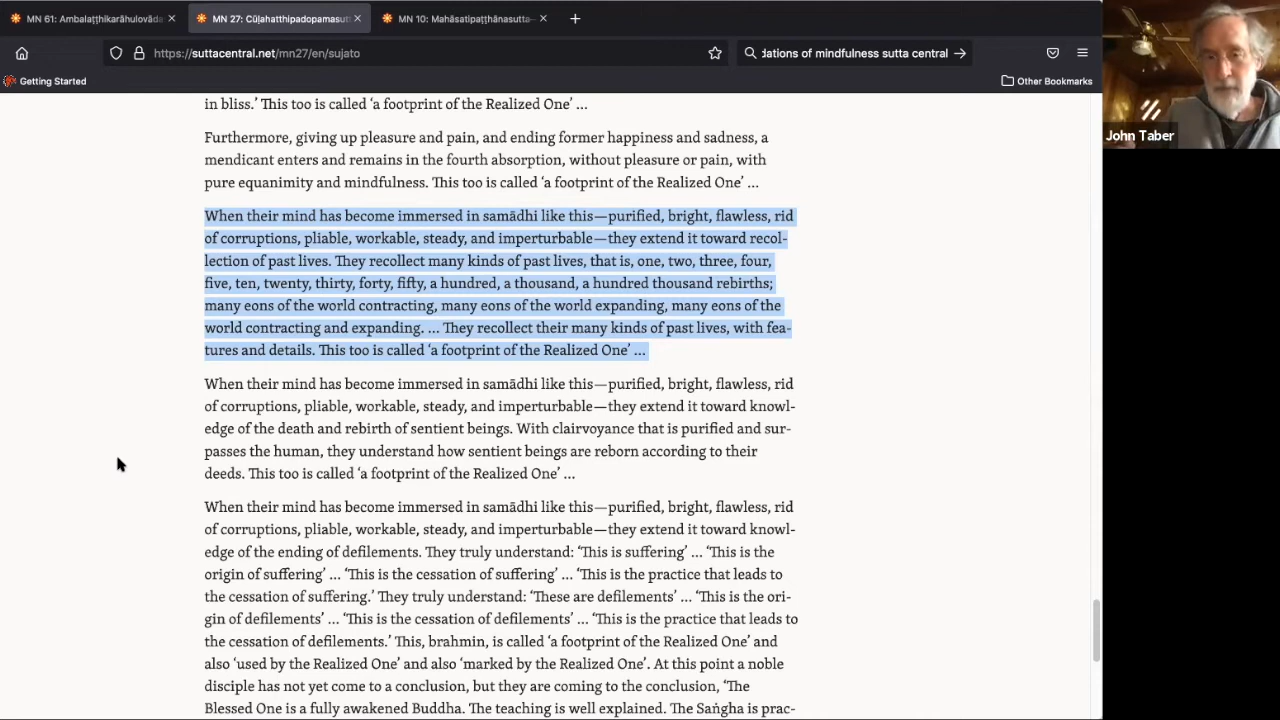 MN 61: Ambalaṭṭhikarāhulovāda
MN 27: Cūḷahatthipadopamasut
MN 10: Mahāsatipaṭṭhānasutta—
https://suttacentral.net/mn27/en/sujato
dations of mindfulness sutta central
Getting Started
Other Bookmarks
John Taber
in bliss.’ This too is called ‘a footprint of the Realized One’ …
Furthermore, giving up pleasure and pain, and ending former happiness and sadness, a
mendicant enters and remains in the fourth absorption, without pleasure or pain, with
pure equanimity and mindfulness. This too is called ‘a footprint of the Realized One’ …
When their mind has become immersed in samādhi like this—purified, bright, flawless, rid
of corruptions, pliable, workable, steady, and imperturbable—they extend it toward recol-
lection of past lives. They recollect many kinds of past lives, that is, one, two, three, four,
five, ten, twenty, thirty, forty, fifty, a hundred, a thousand, a hundred thousand rebirths;
many eons of the world contracting, many eons of the world expanding, many eons of the
world contracting and expanding. … They recollect their many kinds of past lives, with fea-
tures and details. This too is called ‘a footprint of the Realized One’ …
When their mind has become immersed in samādhi like this—purified, bright, flawless, rid
of corruptions, pliable, workable, steady, and imperturbable—they extend it toward knowl-
edge of the death and rebirth of sentient beings. With clairvoyance that is purified and sur-
passes the human, they understand how sentient beings are reborn according to their
deeds. This too is called ‘a footprint of the Realized One’ …
When their mind has become immersed in samādhi like this—purified, bright, flawless, rid
of corruptions, pliable, workable, steady, and imperturbable—they extend it toward knowl-
edge of the ending of defilements. They truly understand: ‘This is suffering’ … ‘This is the
origin of suffering’ … ‘This is the cessation of suffering’ … ‘This is the practice that leads to
the cessation of suffering.’ They truly understand: ‘These are defilements’ … ‘This is the ori-
gin of defilements’ … ‘This is the cessation of defilements’ … ‘This is the practice that leads to
the cessation of defilements.’ This, brahmin, is called ‘a footprint of the Realized One’ and
also ‘used by the Realized One’ and also ‘marked by the Realized One’. At this point a noble
disciple has not yet come to a conclusion, but they are coming to the conclusion, ‘The
Blessed One is a fully awakened Buddha. The teaching is well explained. The Saṅgha is prac-